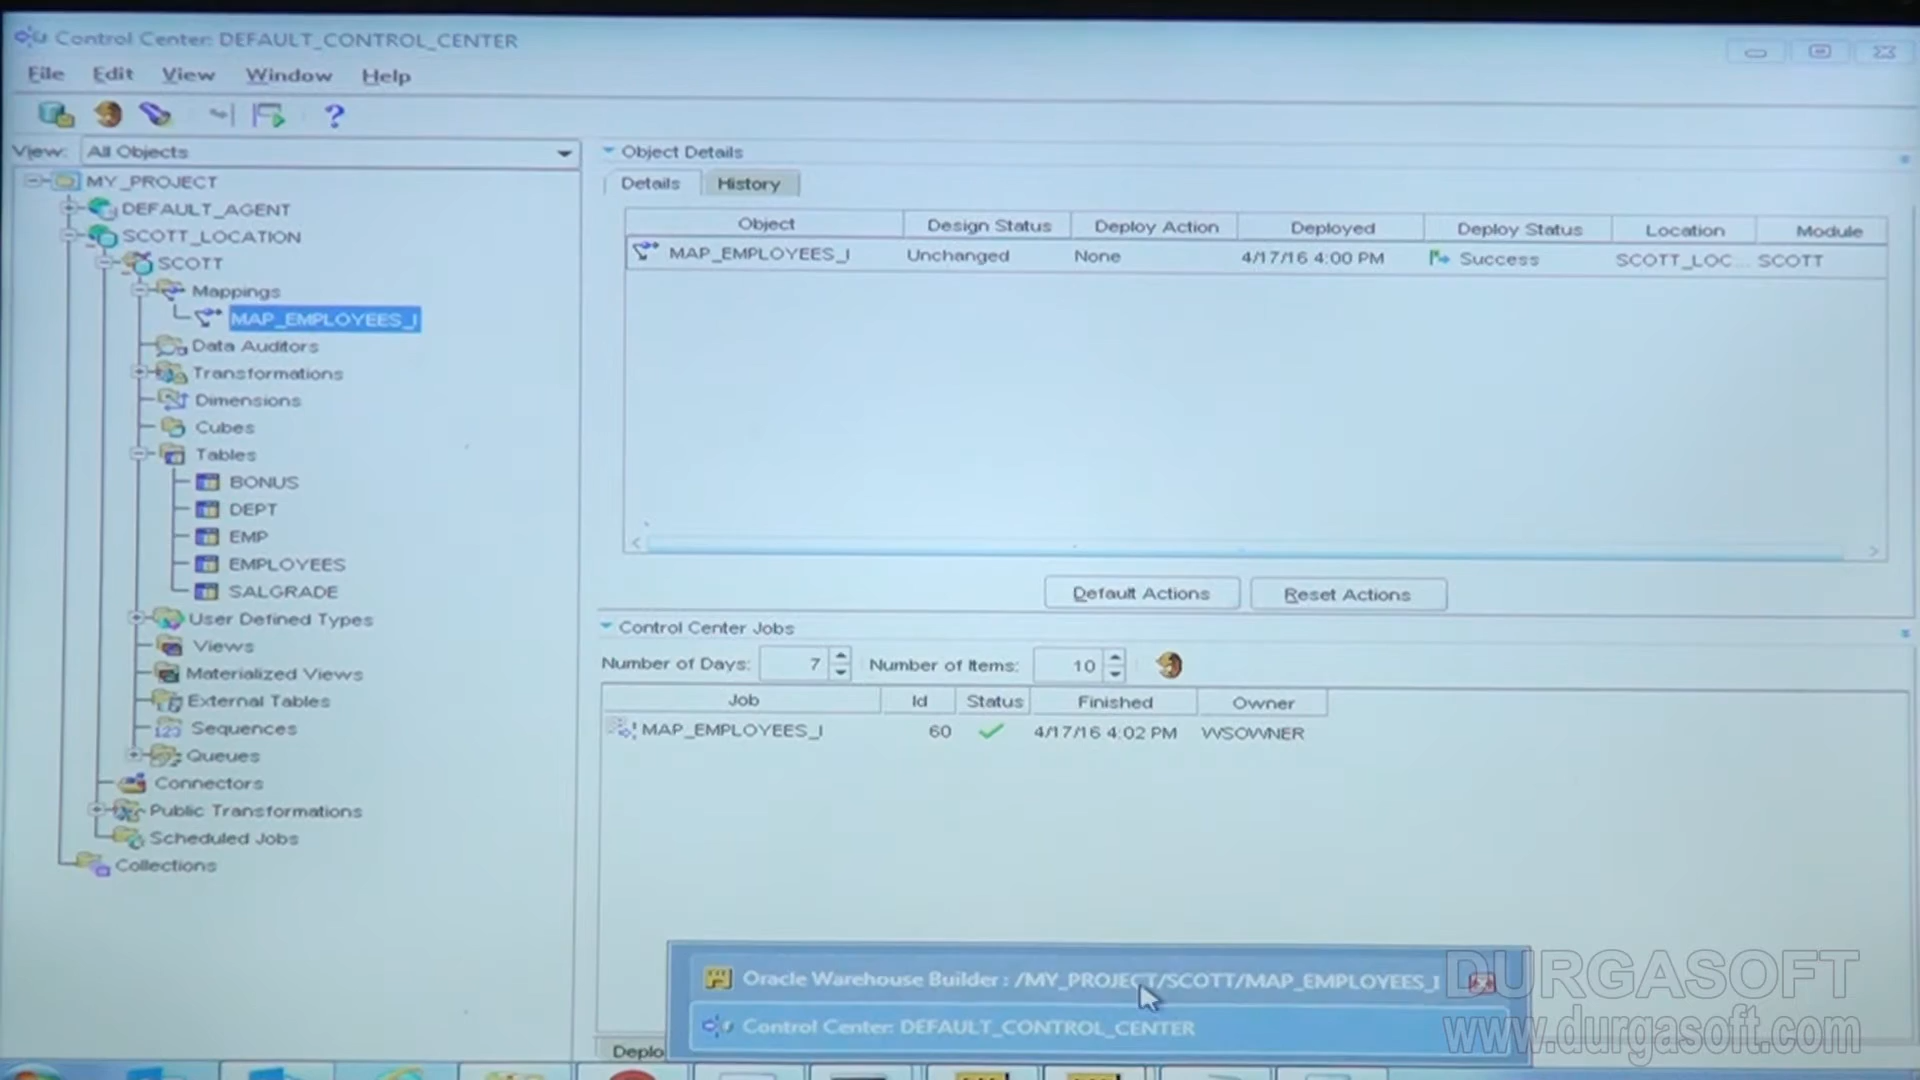 Control Center: DEFAULT_CONTROL_CENTER
File Edit View Window Help
View: All Objects
MY_PROJECT
DEFAULT_AGENT
SCOTT_LOCATION
SCOTT
Mappings
MAP_EMPLOYEES_I
Data Auditors
Transformations
Dimensions
Cubes
Tables
BONUS
DEPT
EMP
EMPLOYEES
SALGRADE
User Defined Types
Views
Materialized Views
External Tables
Sequences
Queues
Connectors
Public Transformations
Scheduled Jobs
Collections
Object Details
Details History
Object Design Status Deploy Action Deployed Deploy Status Location Module
MAP_EMPLOYEES_I Unchanged None 4/17/16 4:00 PM Success SCOTT_LOC... SCOTT
Default Actions Reset Actions
Control Center Jobs
Number of Days: 7 Number of Items: 10
Job Id Status Finished Owner
MAP_EMPLOYEES_I 60 4/17/16 4:02 PM WSOWNER
Deplo
Oracle Warehouse Builder : /MY_PROJECT/SCOTT/MAP_EMPLOYEES_I
Control Center: DEFAULT_CONTROL_CENTER
DURGASOFT
www.durgasoft.com